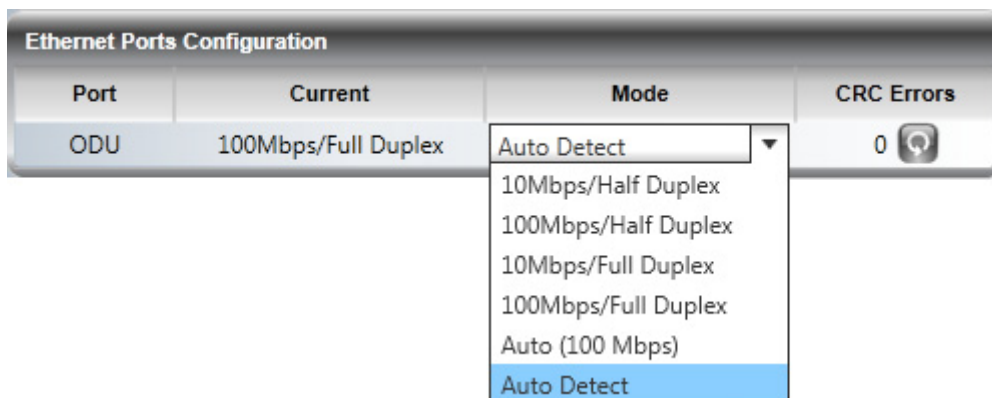 Ethernet Ports Configuration
Port Current Mode CRC Errors
ODU 100Mbps/Full Duplex Auto Detect 0
10Mbps/Half Duplex
100Mbps/Half Duplex
10Mbps/Full Duplex
100Mbps/Full Duplex
Auto (100 Mbps)
Auto Detect